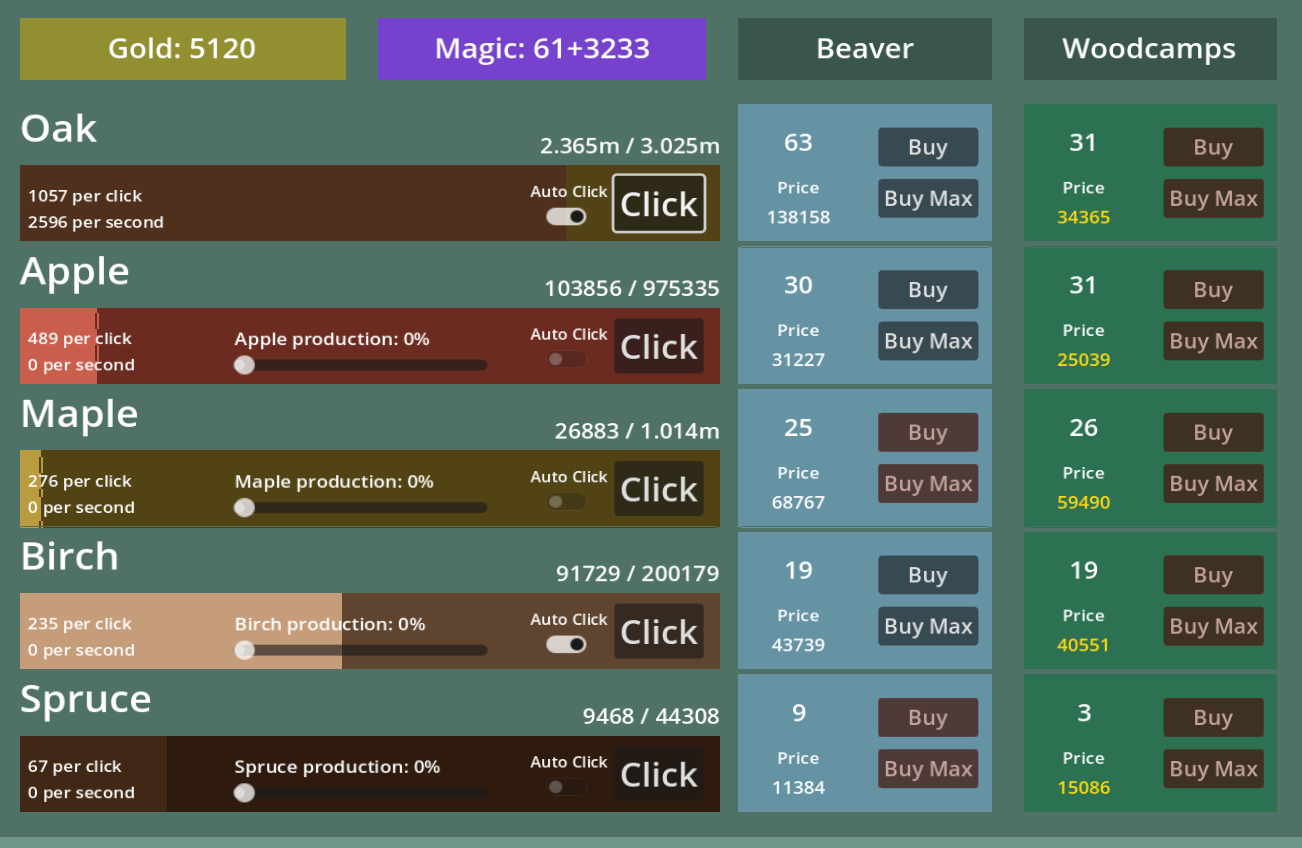 Gold: 5120
Magic: 61+3233
Beaver
Woodcamps
Oak
2.365m / 3.025m
1057 per click
2596 per second
Auto Click
Click
63
Price
138158
Buy
Buy Max
31
Price
34365
Buy
Buy Max
Apple
103856 / 975335
489 per click
0 per second
Apple production: 0%
Auto Click
Click
30
Price
31227
Buy
Buy Max
31
Price
25039
Buy
Buy Max
Maple
26883 / 1.014m
276 per click
0 per second
Maple production: 0%
Auto Click
Click
25
Price
68767
Buy
Buy Max
26
Price
59490
Buy
Buy Max
Birch
91729 / 200179
235 per click
0 per second
Birch production: 0%
Auto Click
Click
19
Price
43739
Buy
Buy Max
19
Price
40551
Buy
Buy Max
Spruce
9468 / 44308
67 per click
0 per second
Spruce production: 0%
Auto Click
Click
9
Price
11384
Buy
Buy Max
3
Price
15086
Buy
Buy Max